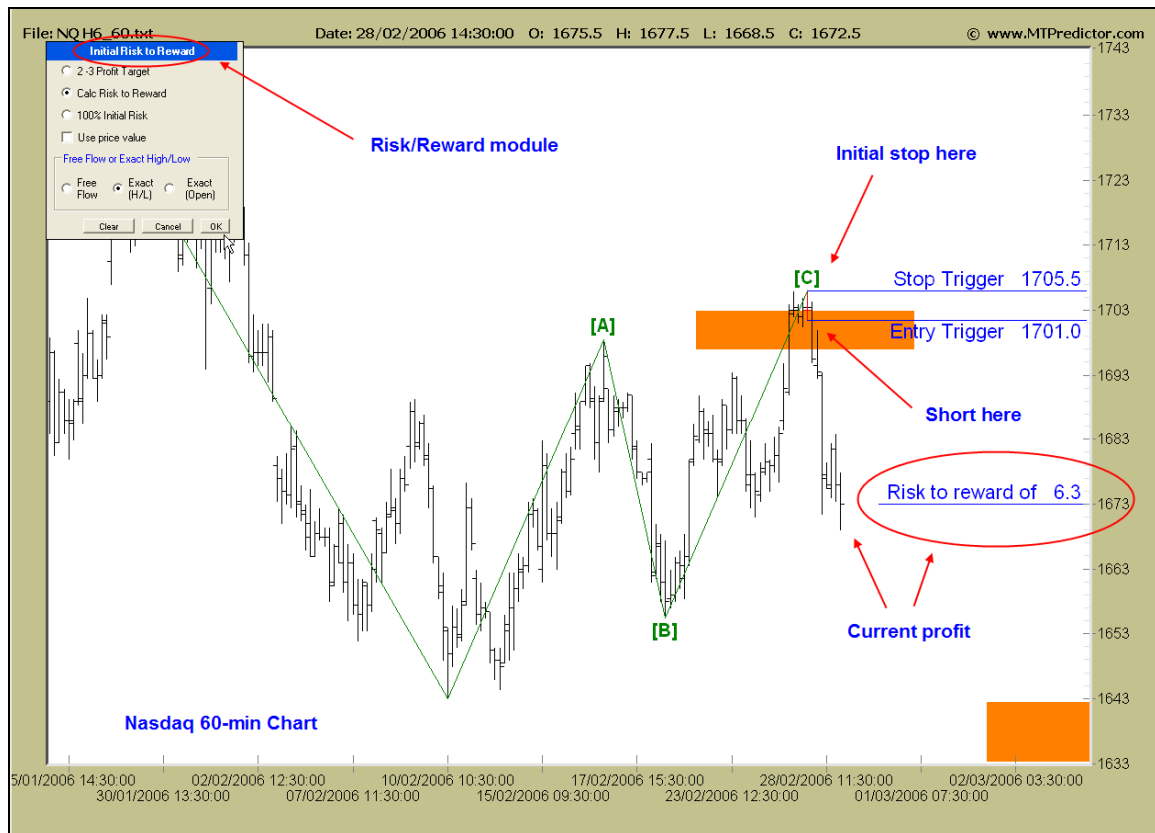 File: NQ H6_60.txt Date: 28/02/2006 14:30:00 O: 1675.5 H: 1677.5 L: 1668.5 C: 1672.5 © www.MTPredictor.com
Initial Risk to Reward
2 -3 Profit Target
Calc Risk to Reward
100% Initial Risk
Use price value
Free Flow or Exact High/Low
Free Flow
Exact (H/L)
Exact (Open)
Clear Cancel OK
Risk/Reward module
Initial stop here
[C]
Stop Trigger 1705.5
Entry Trigger 1701.0
[A]
Short here
Risk to reward of 6.3
[B]
Current profit
Nasdaq 60-min Chart
1743
1733
1723
1713
1703
1693
1683
1673
1663
1653
1643
1633
5/01/2006 14:30:00 02/02/2006 12:30:00 10/02/2006 10:30:00 17/02/2006 15:30:00 28/02/2006 11:30:00 02/03/2006 03:30:00
30/01/2006 13:30:00 07/02/2006 11:30:00 15/02/2006 09:30:00 23/02/2006 12:30:00 01/03/2006 07:30:00